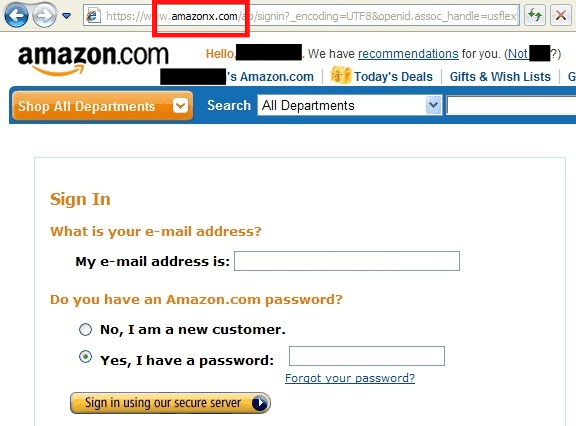 https://www.amazonx.com/ap/signin?_encoding=UTF8&openid.assoc_handle=usflex
amazon.com
Hello, . We have recommendations for you. (Not ?)
's Amazon.com Today's Deals Gifts & Wish Lists G
Shop All Departments Search All Departments
Sign In
What is your e-mail address?
My e-mail address is:
Do you have an Amazon.com password?
No, I am a new customer.
Yes, I have a password:
Forgot your password?
Sign in using our secure server